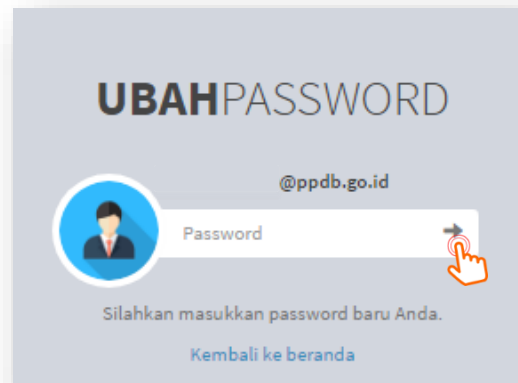 UBAHPASSWORD
@ppdb.go.id
Password
Silahkan masukkan password baru Anda.
Kembali ke beranda